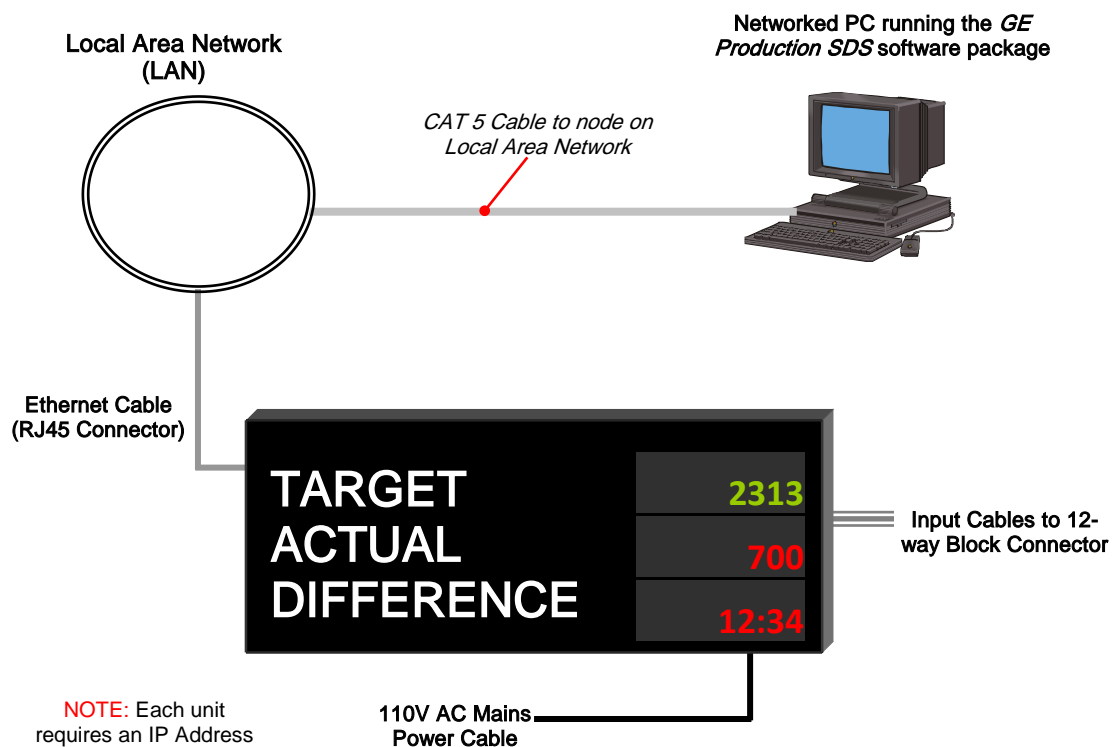 Local Area Network
(LAN)
Networked PC running the GE
Production SDS software package
CAT 5 Cable to node on
Local Area Network
Ethernet Cable
(RJ45 Connector)
TARGET 2313
ACTUAL 700
DIFFERENCE 12:34
Input Cables to 12-
way Block Connector
NOTE: Each unit
requires an IP Address
110V AC Mains
Power Cable